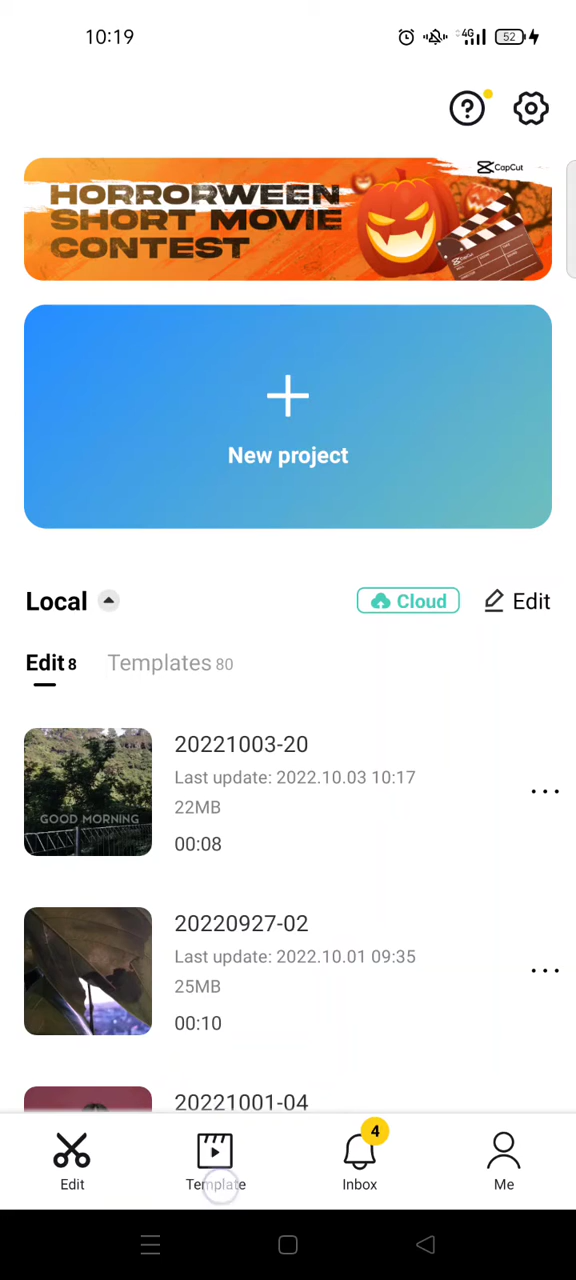 10:19
4G
52
CapCut
HORRORWEEN
SHORT MOVIE
CONTEST
New project
Local
Cloud
Edit
Edit 8
Templates 80
20221003-20
Last update: 2022.10.03 10:17
22MB
00:08
GOOD MORNING
20220927-02
Last update: 2022.10.01 09:35
25MB
00:10
20221001-04
4
Edit
Template
Inbox
Me